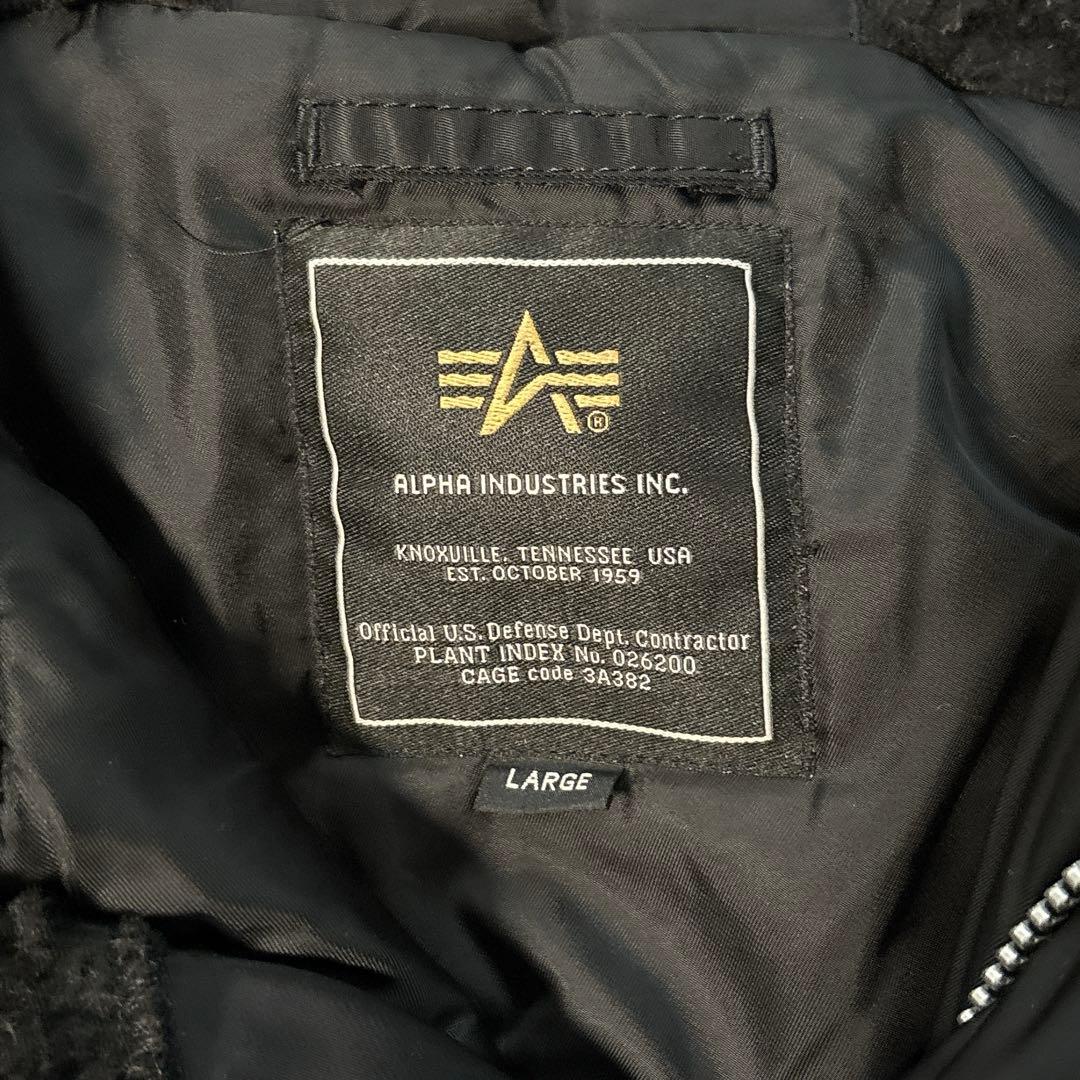 ®
ALPHA INDUSTRIES INC.
KNOXVILLE, TENNESSEE USA
EST. OCTOBER 1959
Official U.S. Defense Dept. Contractor
PLANT INDEX No. 026200
CAGE code 3A382
LARGE